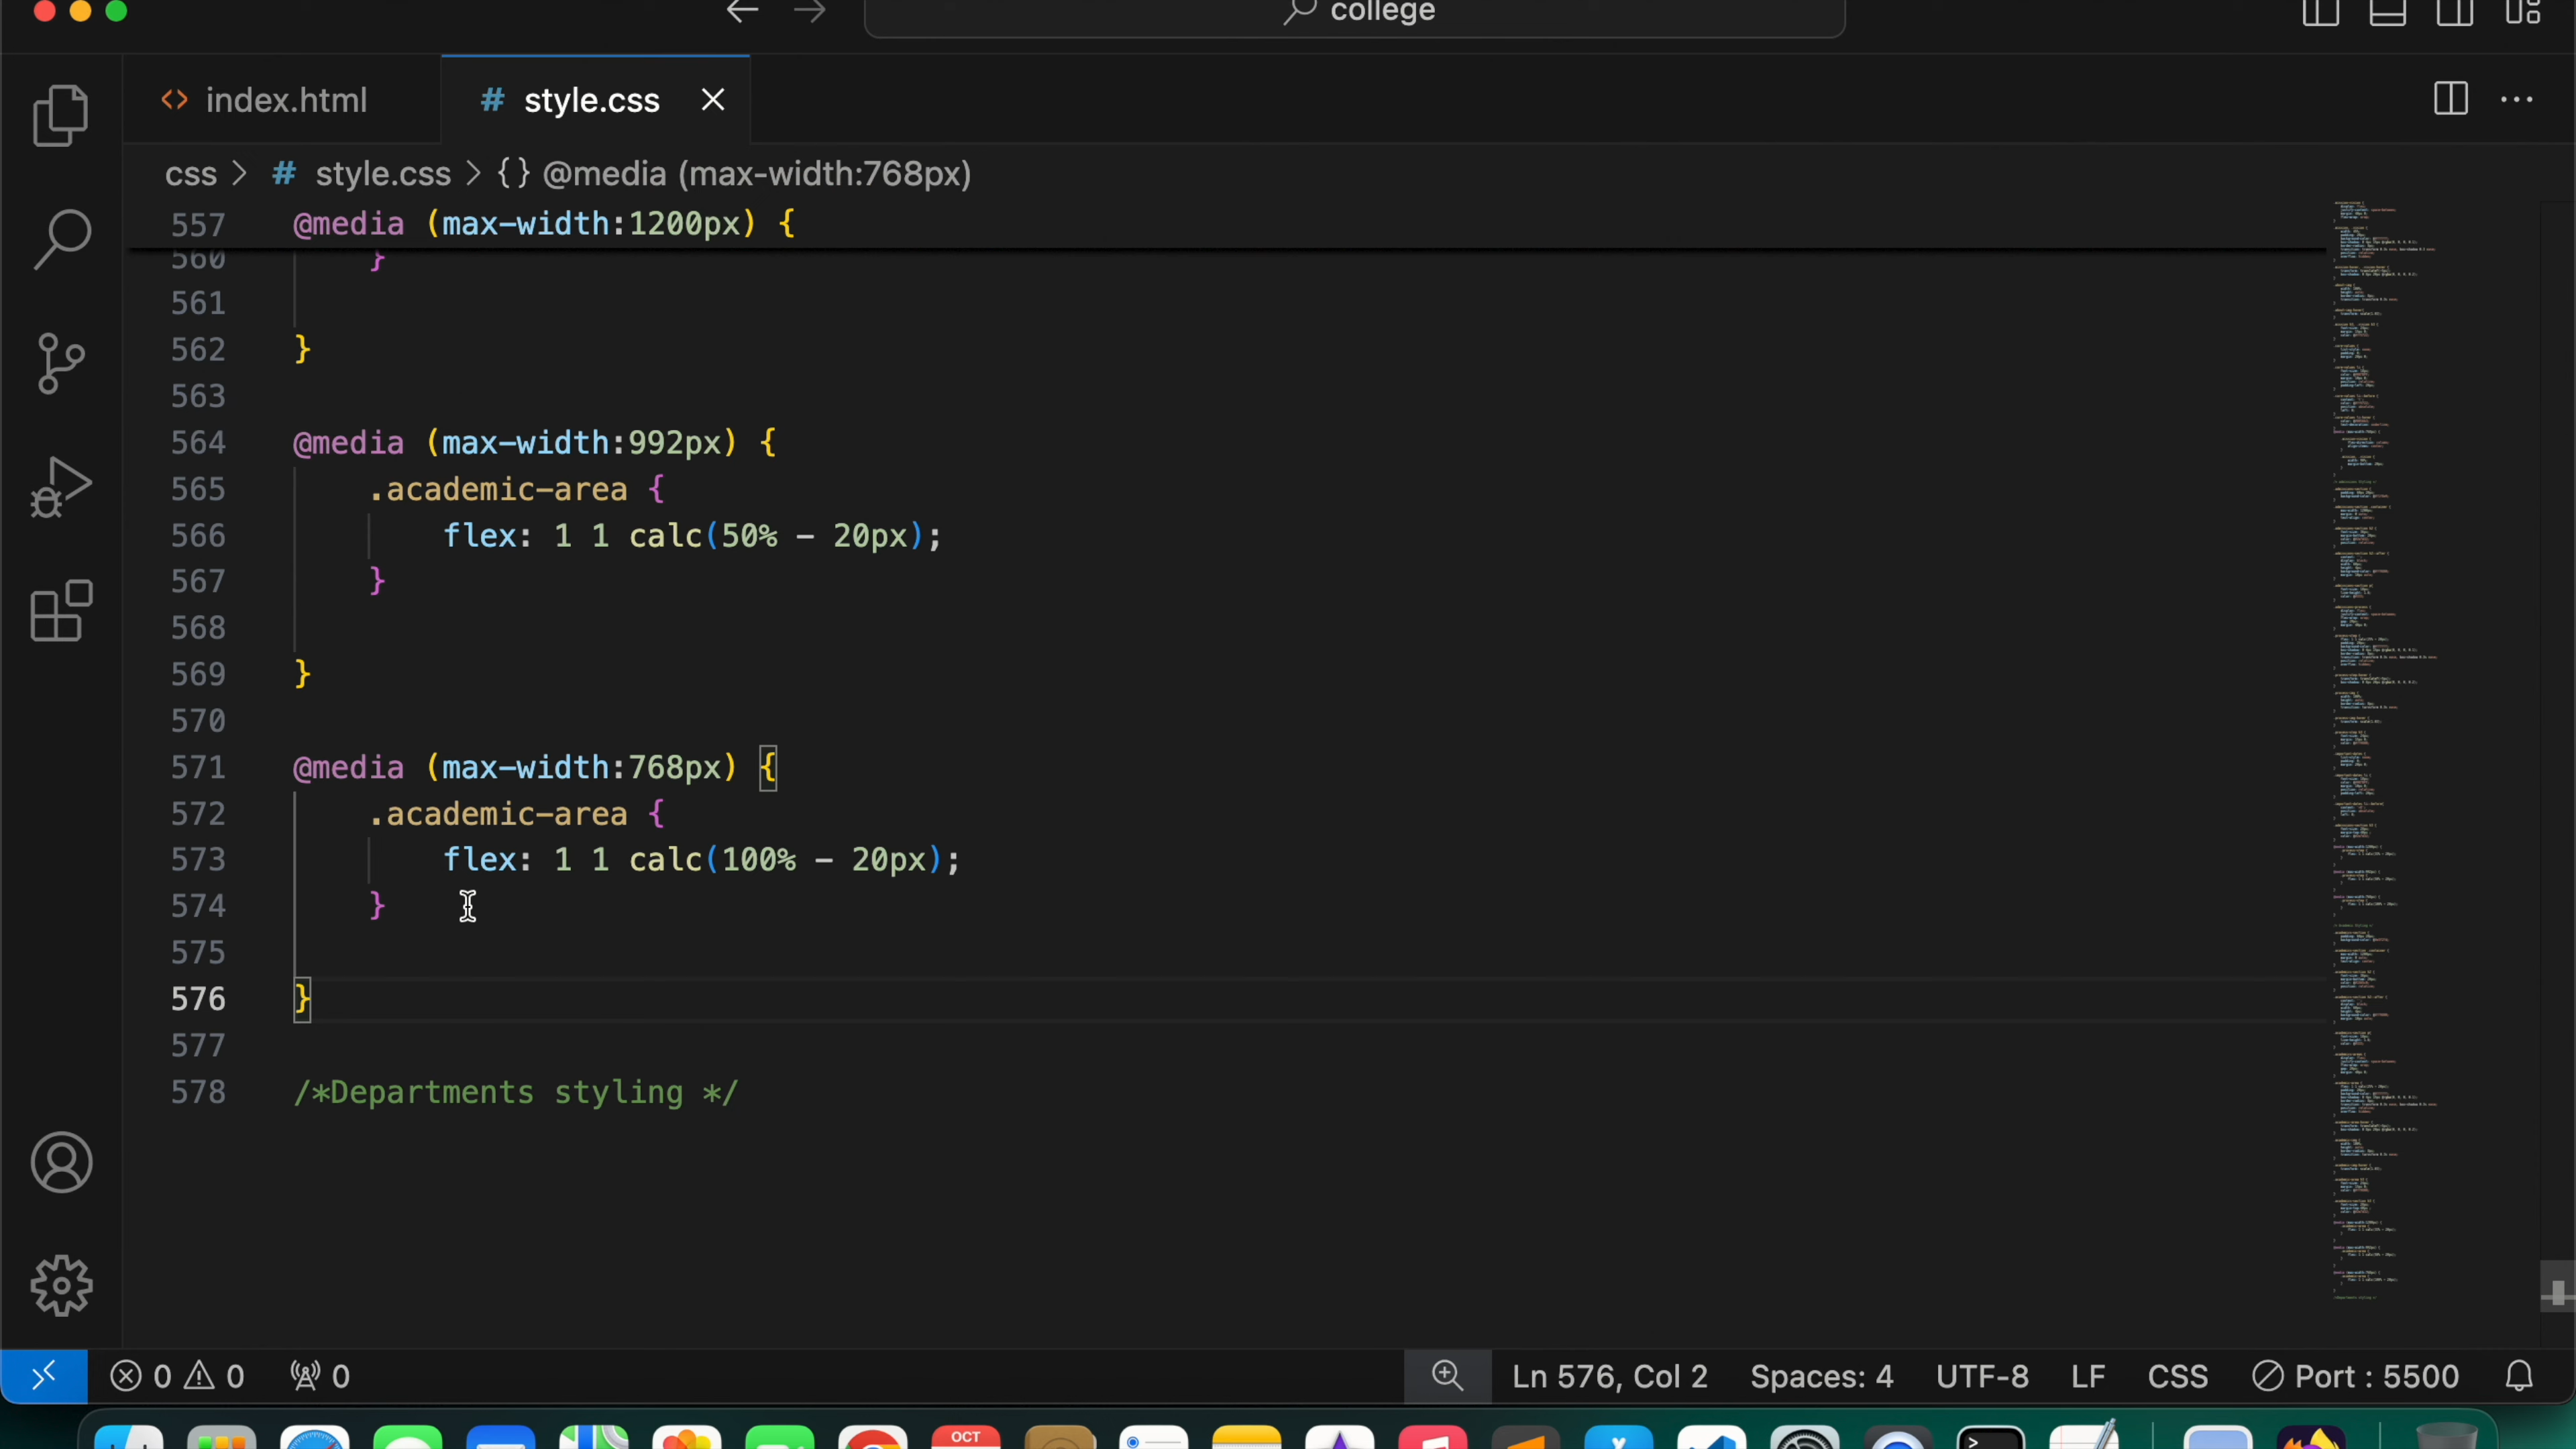 college
index.html
style.css
css > # style.css > {} @media (max-width:768px)
557 @media (max-width:1200px) {
560 }
561
562 }
563
564 @media (max-width:992px) {
565 .academic-area {
566 flex: 1 1 calc(50% - 20px);
567 }
568
569 }
570
571 @media (max-width:768px) {
572 .academic-area {
573 flex: 1 1 calc(100% - 20px);
574 }
575
576 }
577
578 /*Departments styling */
0 0 0 Ln 576, Col 2 Spaces: 4 UTF-8 LF CSS Port : 5500
OCT